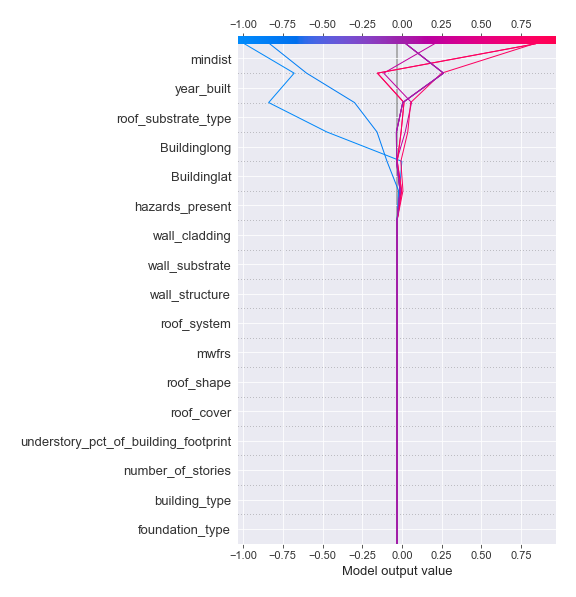 −1.00 −0.75 −0.50 −0.25 0.00 0.25 0.50 0.75
mindist
year_built
roof_substrate_type
Buildinglong
Buildinglat
hazards_present
wall_cladding
wall_substrate
wall_structure
roof_system
mwfrs
roof_shape
roof_cover
understory_pct_of_building_footprint
number_of_stories
building_type
foundation_type
−1.00 −0.75 −0.50 −0.25 0.00 0.25 0.50 0.75
Model output value